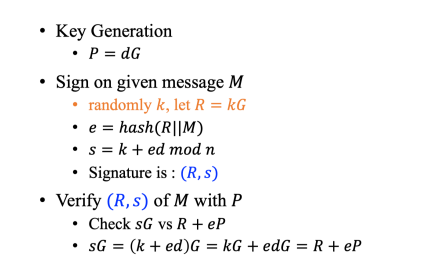 • Key Generation
• P = dG
• Sign on given message M
• randomly k, let R = kG
• e = hash(R||M)
• s = k + ed mod n
• Signature is : (R, s)
• Verify (R, s) of M with P
• Check sG vs R + eP
• sG = (k + ed)G = kG + edG = R + eP